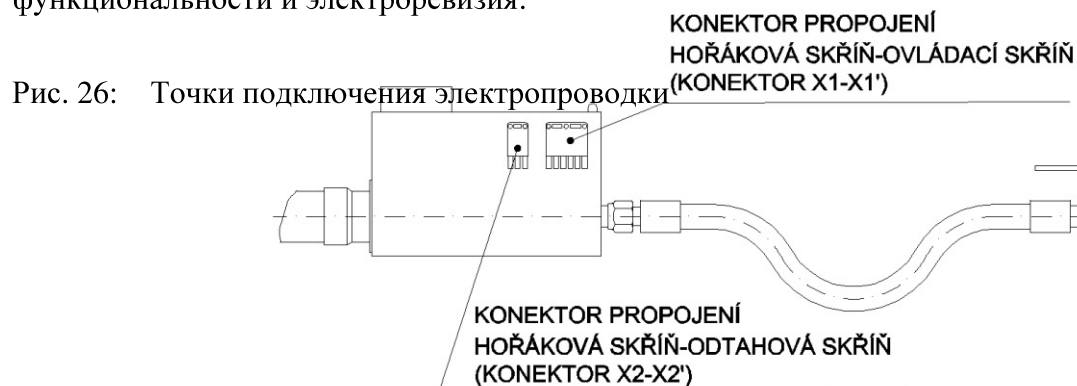 функциональности и электроревизия.
KONEKTOR PROPOJENÍ
HOŘÁKOVÁ SKŘÍŇ-OVLÁDACÍ SKŘÍŇ
(KONEKTOR X1-X1')
Рис. 26: Точки подключения электропроводки
KONEKTOR PROPOJENÍ
HOŘÁKOVÁ SKŘÍŇ-ODTAHOVÁ SKŘÍŇ
(KONEKTOR X2-X2')